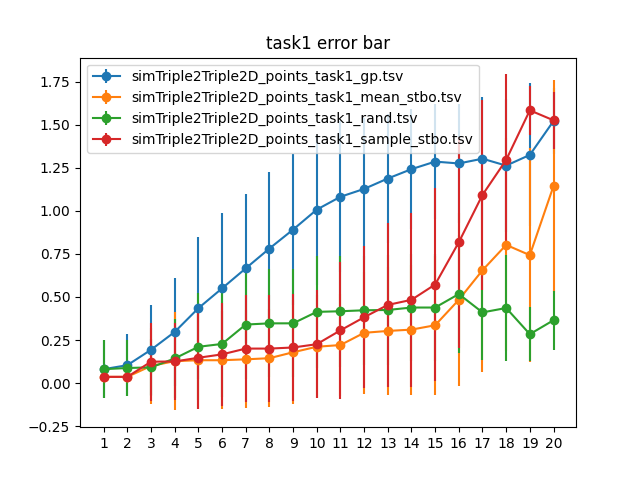 task1 error bar
simTriple2Triple2D_points_task1_gp.tsv
simTriple2Triple2D_points_task1_mean_stbo.tsv
simTriple2Triple2D_points_task1_rand.tsv
simTriple2Triple2D_points_task1_sample_stbo.tsv
1.75
1.50
1.25
1.00
0.75
0.50
0.25
0.00
−0.25
1 2 3 4 5 6 7 8 9 10 11 12 13 14 15 16 17 18 19 20